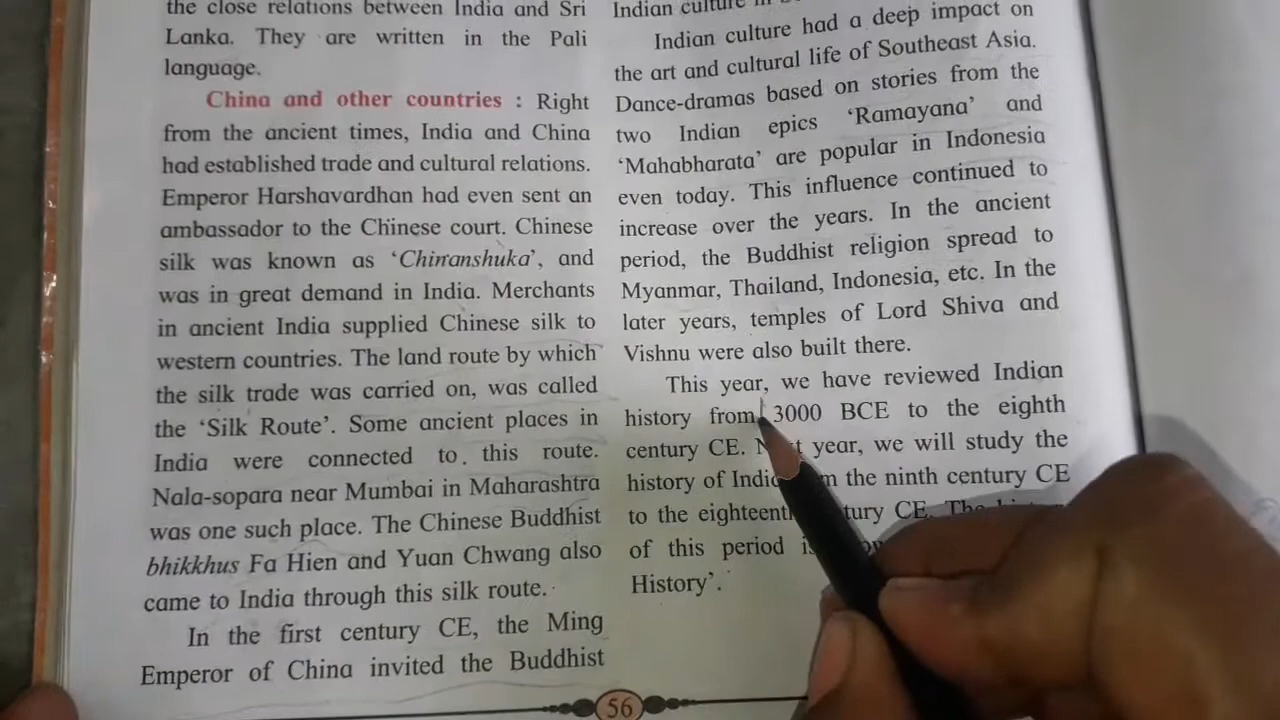 the close relations between India and Sri
Lanka. They are written in the Pali
language.
China and other countries : Right
from the ancient times, India and China
had established trade and cultural relations.
Emperor Harshavardhan had even sent an
ambassador to the Chinese court. Chinese
silk was known as ‘Chinanshuka’, and
was in great demand in India. Merchants
in ancient India supplied Chinese silk to
western countries. The land route by which
the silk trade was carried on, was called
the ‘Silk Route’. Some ancient places in
India were connected to this route.
Nala-sopara near Mumbai in Maharashtra
was one such place. The Chinese Buddhist
bhikkhus Fa Hien and Yuan Chwang also
came to India through this silk route.
In the first century CE, the Ming
Emperor of China invited the Buddhist
Indian culture in
Indian culture had a deep impact on
the art and cultural life of Southeast Asia.
Dance-dramas based on stories from the
two Indian epics ‘Ramayana’ and
‘Mahabharata’ are popular in Indonesia
even today. This influence continued to
increase over the years. In the ancient
period, the Buddhist religion spread to
Myanmar, Thailand, Indonesia, etc. In the
later years, temples of Lord Shiva and
Vishnu were also built there.
This year, we have reviewed Indian
history from 3000 BCE to the eighth
century CE. year, we will study the
history of the ninth century CE
to the CE. The
of this period
History’.
56